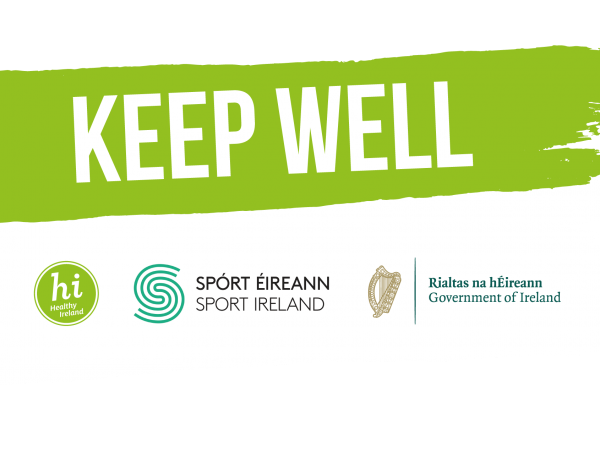 KEEP WELL
hi
Healthy
Ireland
SPÓRT ÉIREANN
SPORT IRELAND
Rialtas na hÉireann
Government of Ireland